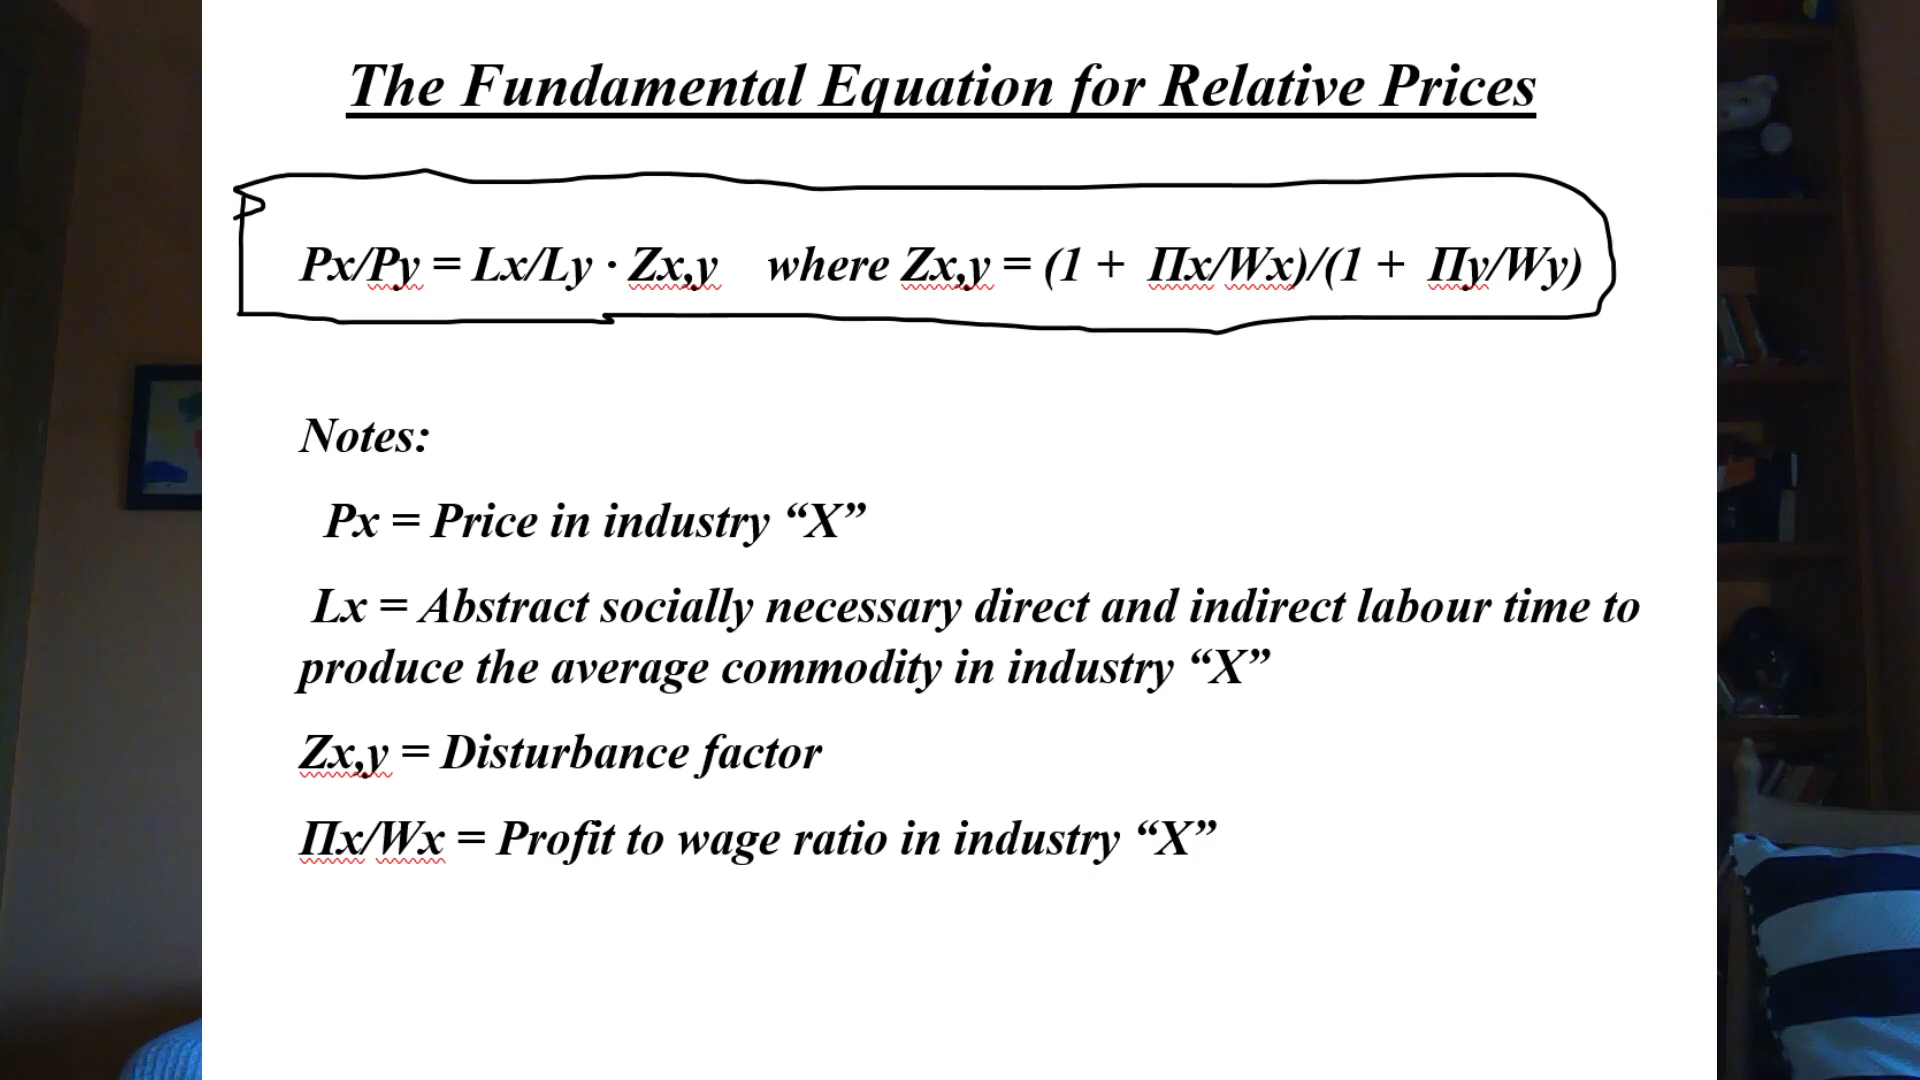 The Fundamental Equation for Relative Prices
Px/Py = Lx/Ly · Zx,y where Zx,y = (1 + Πx/Wx)/(1 + Πy/Wy)
Notes:
Px = Price in industry “X”
Lx = Abstract socially necessary direct and indirect labour time to
produce the average commodity in industry “X”
Zx,y = Disturbance factor
Πx/Wx = Profit to wage ratio in industry “X”